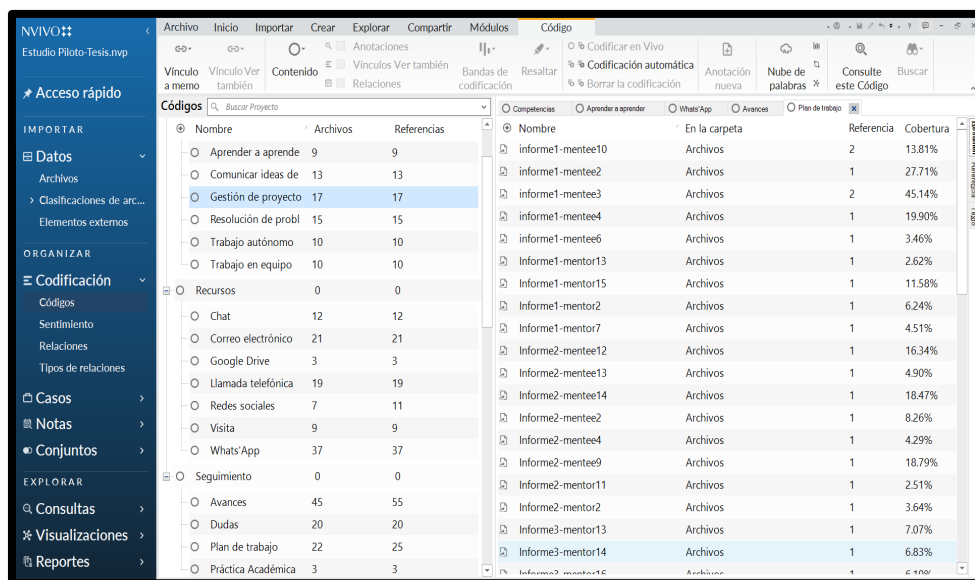 NVIVO
Estudio Piloto-Tesis.nvp
Acceso rápido
IMPORTAR
Datos
Archivos
Clasificaciones de arc...
Elementos externos
ORGANIZAR
Codificación
Códigos
Sentimiento
Relaciones
Tipos de relaciones
Casos
Notas
Conjuntos
EXPLORAR
Consultas
Visualizaciones
Reportes
Archivo Inicio Importar Crear Explorar Compartir Módulos Código
Vínculo a memo
Vínculo Ver también
Contenido
Anotaciones
Vínculos Ver también
Relaciones
Bandas de codificación
Resaltar
Codificar en Vivo
Codificación automática
Borrar la codificación
Anotación nueva
Nube de palabras
Consulta este Código
Buscar
Códigos Buscar Proyecto
Nombre Archivos Referencias
Aprender a aprende 9 9
Comunicar ideas de 13 13
Gestión de proyecto 17 17
Resolución de probl 15 15
Trabajo autónomo 10 10
Trabajo en equipo 10 10
Recursos 0 0
Chat 12 12
Correo electrónico 21 21
Google Drive 3 3
Llamada telefónica 19 19
Redes sociales 7 11
Visita 9 9
Whats'App 37 37
Seguimiento 0 0
Avances 45 55
Dudas 20 20
Plan de trabajo 22 25
Práctica Académica 3 3
Competencias Aprender a aprender Whats'App Avances Plan de trabajo
Nombre En la carpeta Referencia Cobertura
informe1-mentee10 Archivos 2 13.81%
informe1-mentee2 Archivos 1 27.71%
informe1-mentee3 Archivos 2 45.14%
informe1-mentee4 Archivos 1 19.90%
informe1-mentee6 Archivos 1 3.46%
Informe1-mentor13 Archivos 1 2.62%
Informe1-mentor15 Archivos 1 11.58%
Informe1-mentor2 Archivos 1 6.24%
Informe1-mentor7 Archivos 1 4.51%
Informe2-mentee12 Archivos 1 16.34%
Informe2-mentee13 Archivos 1 4.90%
Informe2-mentee14 Archivos 1 18.47%
Informe2-mentee2 Archivos 1 8.26%
Informe2-mentee4 Archivos 1 4.29%
Informe2-mentee9 Archivos 1 18.79%
Informe2-mentor11 Archivos 1 2.51%
Informe2-mentor2 Archivos 1 3.64%
Informe3-mentor13 Archivos 1 7.07%
Informe3-mentor14 Archivos 1 6.83%
Informe3-mentor16 Archivos 1 6.19%